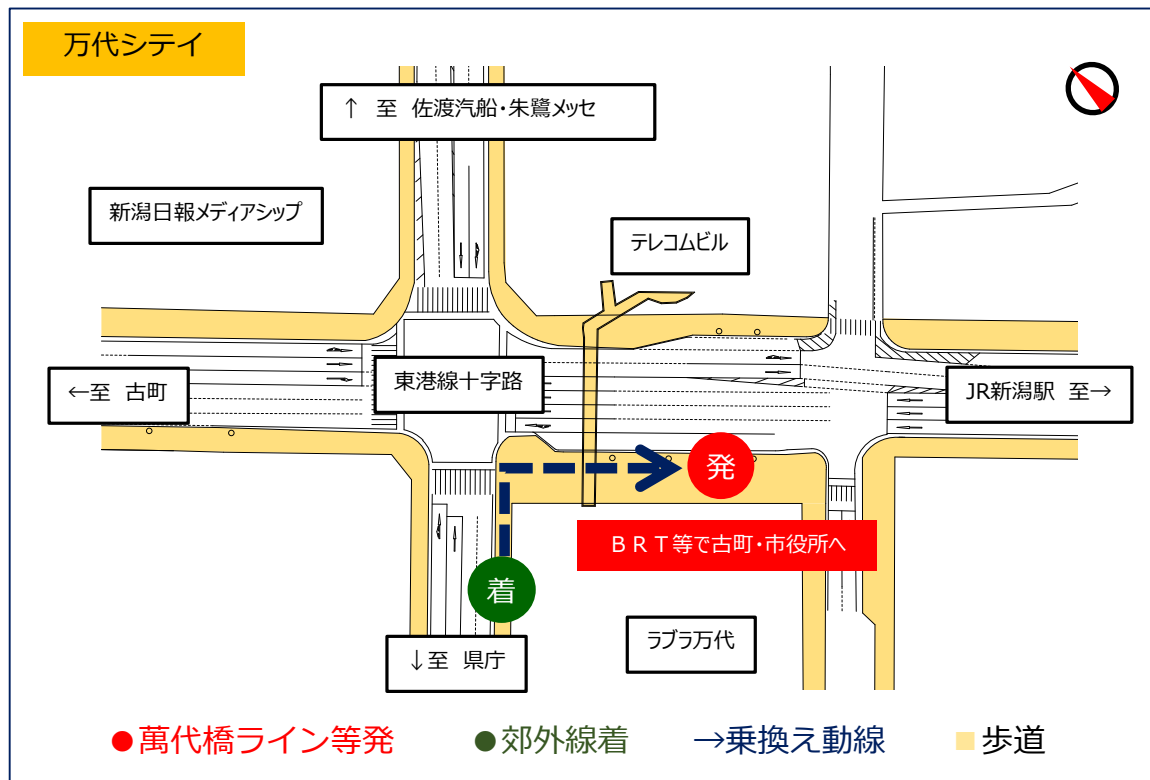 万代シテイ
↑ 至 佐渡汽船・朱鷺メッセ
新潟日報メディアシップ
テレコムビル
←至 古町
東港線十字路
JR新潟駅 至→
発
BRT等で古町・市役所へ
着
ラブラ万代
↓至 県庁
●萬代橋ライン等発 ●郊外線着 →乗換え動線 ■歩道